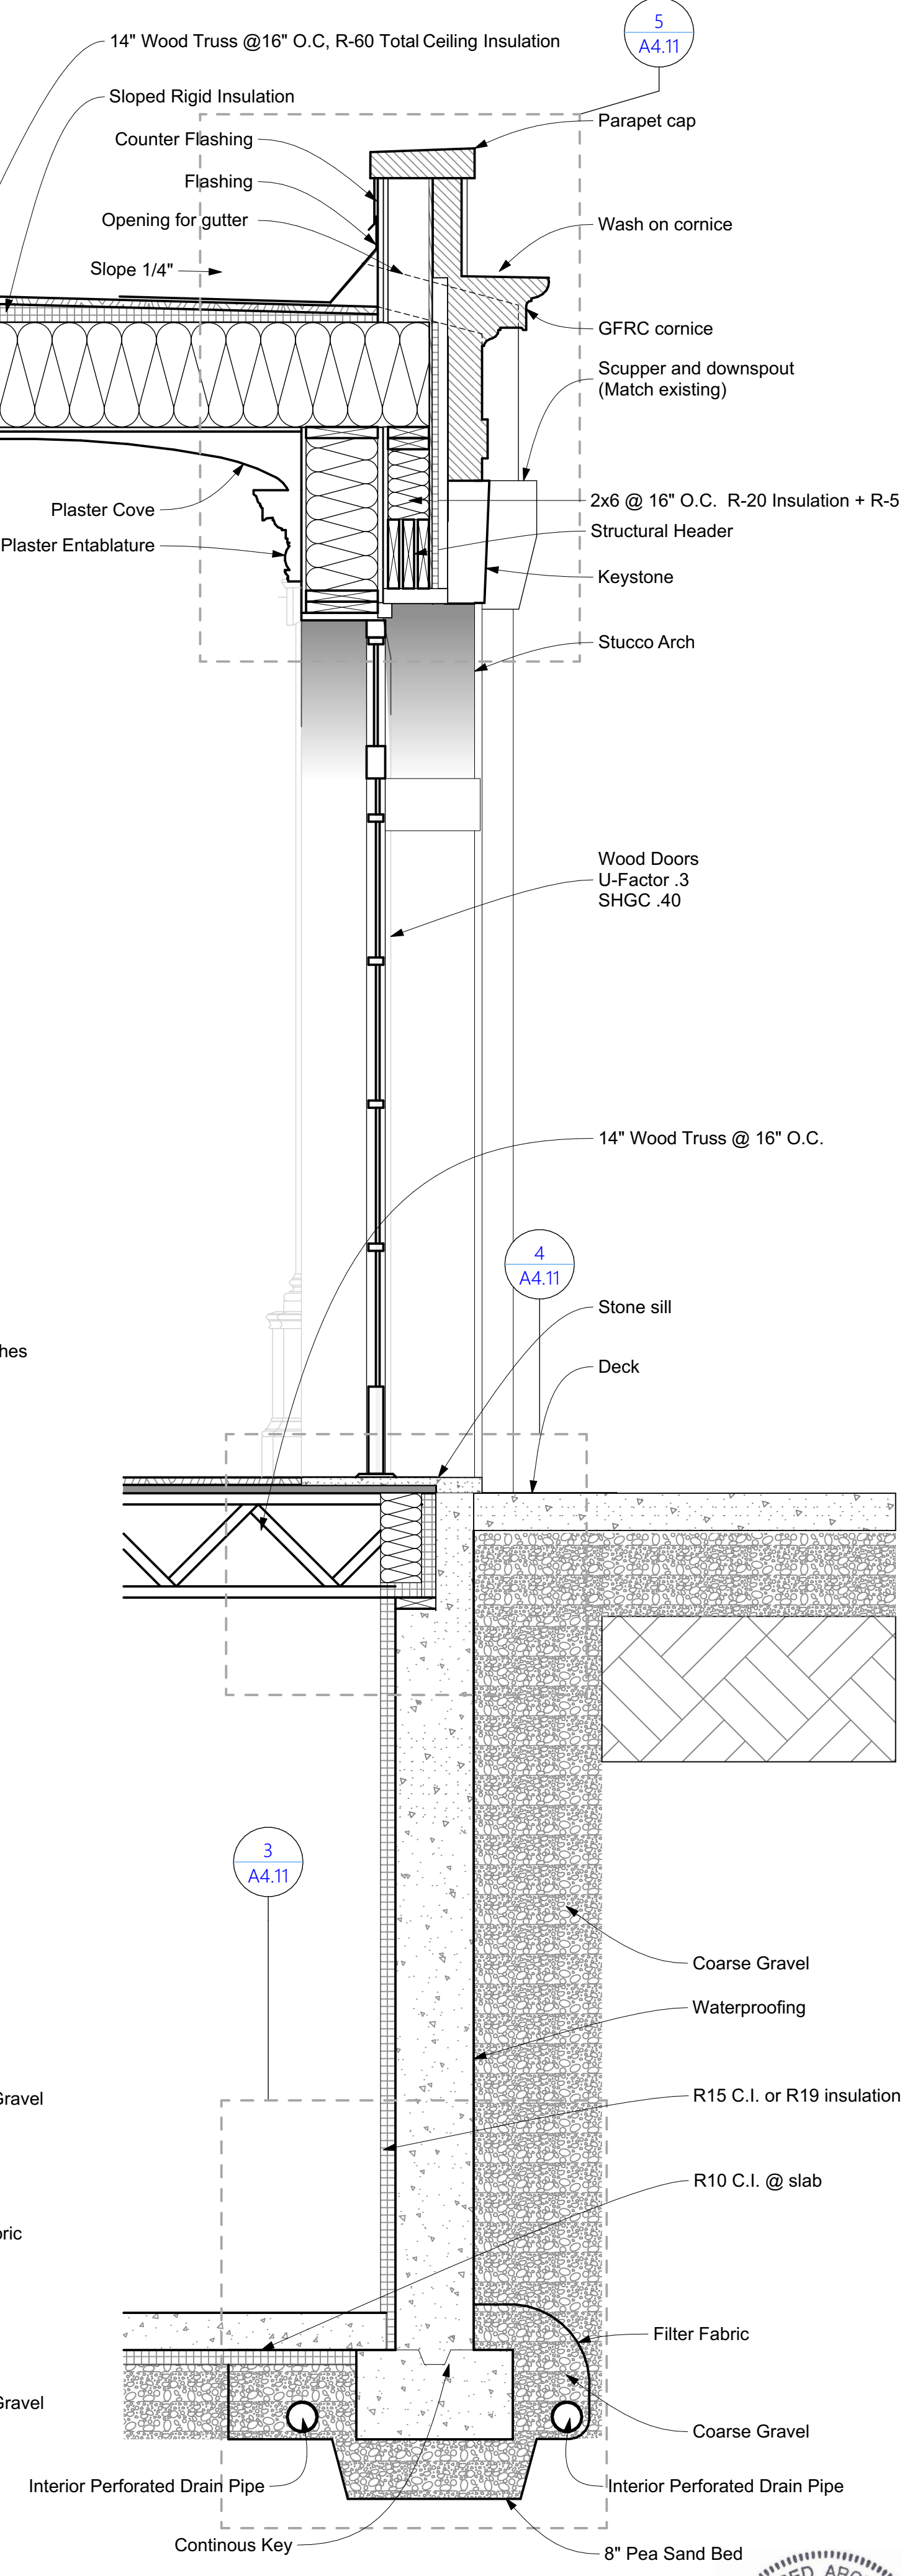 5
A4.11
14" Wood Truss @16" O.C, R-60 Total Ceiling Insulation
Sloped Rigid Insulation
Parapet cap
Counter Flashing
Flashing
Opening for gutter
Wash on cornice
Slope 1/4"
GFRC cornice
Scupper and downspout
(Match existing)
2x6 @ 16" O.C.  R-20 Insulation + R-5
Plaster Cove
Structural Header
Plaster Entablature
Keystone
Stucco Arch
Wood Doors
U-Factor .3
SHGC .40
14" Wood Truss @ 16" O.C.
4
A4.11
Stone sill
hes
Deck
3
A4.11
Coarse Gravel
Waterproofing
R15 C.I. or R19 insulation
Gravel
R10 C.I. @ slab
ric
Filter Fabric
Gravel
Coarse Gravel
Interior Perforated Drain Pipe
Interior Perforated Drain Pipe
Continous Key
8" Pea Sand Bed